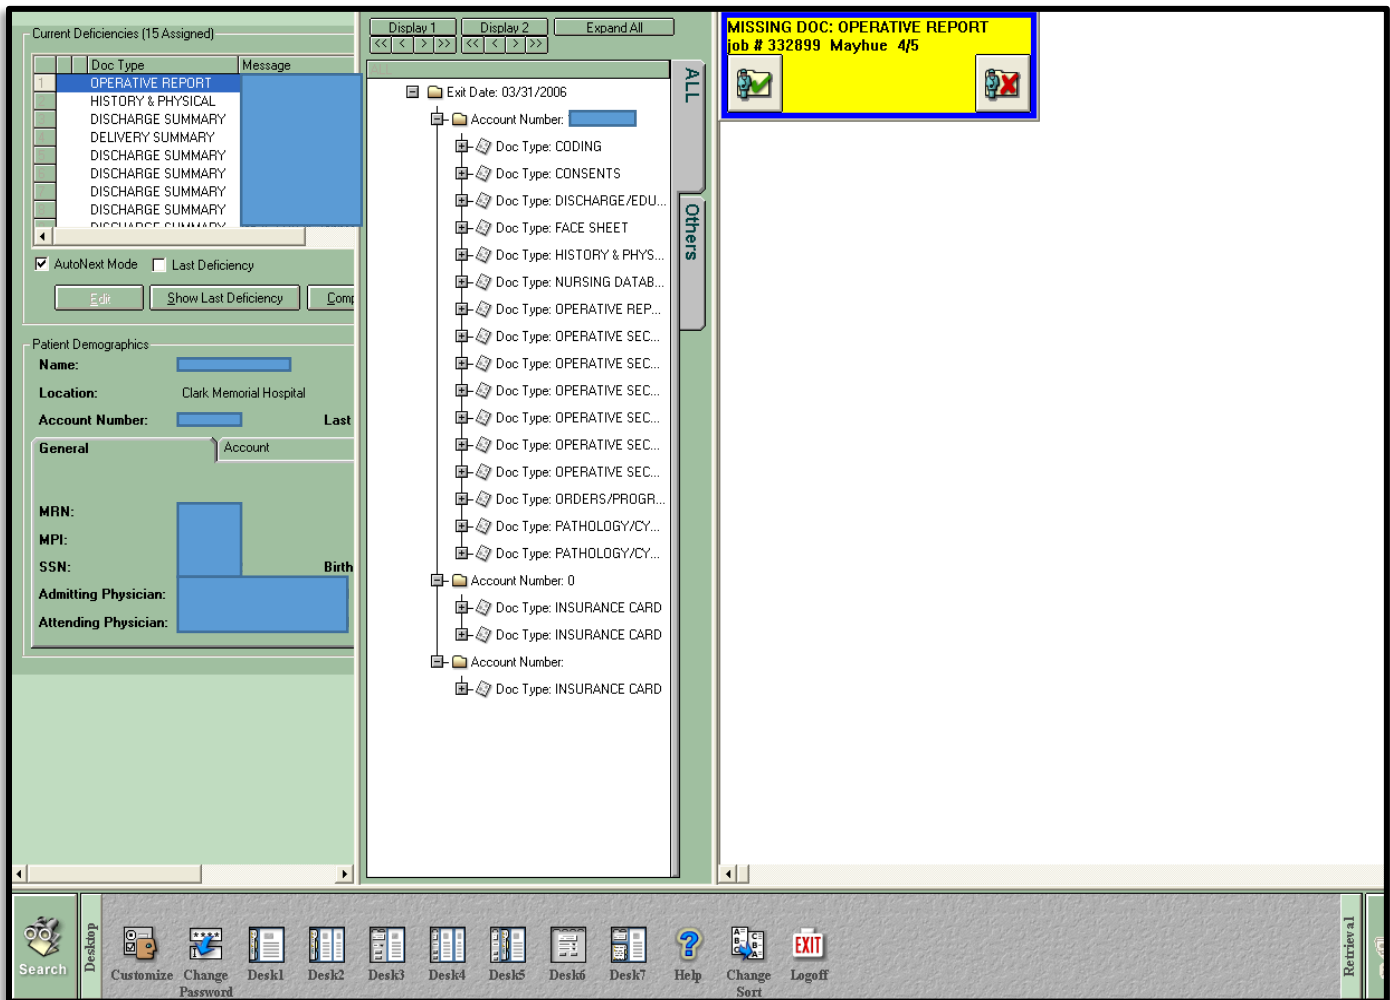 Current Deficiencies (15 Assigned)
Doc Type Message
1 OPERATIVE REPORT
HISTORY & PHYSICAL
DISCHARGE SUMMARY
DELIVERY SUMMARY
DISCHARGE SUMMARY
DISCHARGE SUMMARY
DISCHARGE SUMMARY
DISCHARGE SUMMARY
DISCHARGE SUMMARY
AutoNext Mode Last Deficiency
Edit Show Last Deficiency Comp
Patient Demographics
Name:
Location: Clark Memorial Hospital
Account Number: Last
General Account
MRN:
MPI:
SSN: Birth
Admitting Physician:
Attending Physician:
Display 1 Display 2 Expand All
<< < > >> << < > >>
ALL
Others
Exit Date: 03/31/2006
Account Number:
Doc Type: CODING
Doc Type: CONSENTS
Doc Type: DISCHARGE/EDU...
Doc Type: FACE SHEET
Doc Type: HISTORY & PHYS...
Doc Type: NURSING DATAB...
Doc Type: OPERATIVE REP...
Doc Type: OPERATIVE SEC...
Doc Type: OPERATIVE SEC...
Doc Type: OPERATIVE SEC...
Doc Type: OPERATIVE SEC...
Doc Type: OPERATIVE SEC...
Doc Type: OPERATIVE SEC...
Doc Type: ORDERS/PROGR...
Doc Type: PATHOLOGY/CY...
Doc Type: PATHOLOGY/CY...
Account Number: 0
Doc Type: INSURANCE CARD
Doc Type: INSURANCE CARD
Account Number:
Doc Type: INSURANCE CARD
MISSING DOC: OPERATIVE REPORT
job # 332899 Mayhue 4/5
Search
Desktop
Customize
Change
Password
Desk1
Desk2
Desk3
Desk4
Desk5
Desk6
Desk7
Help
Change
Sort
EXIT
Logoff
Retrieval